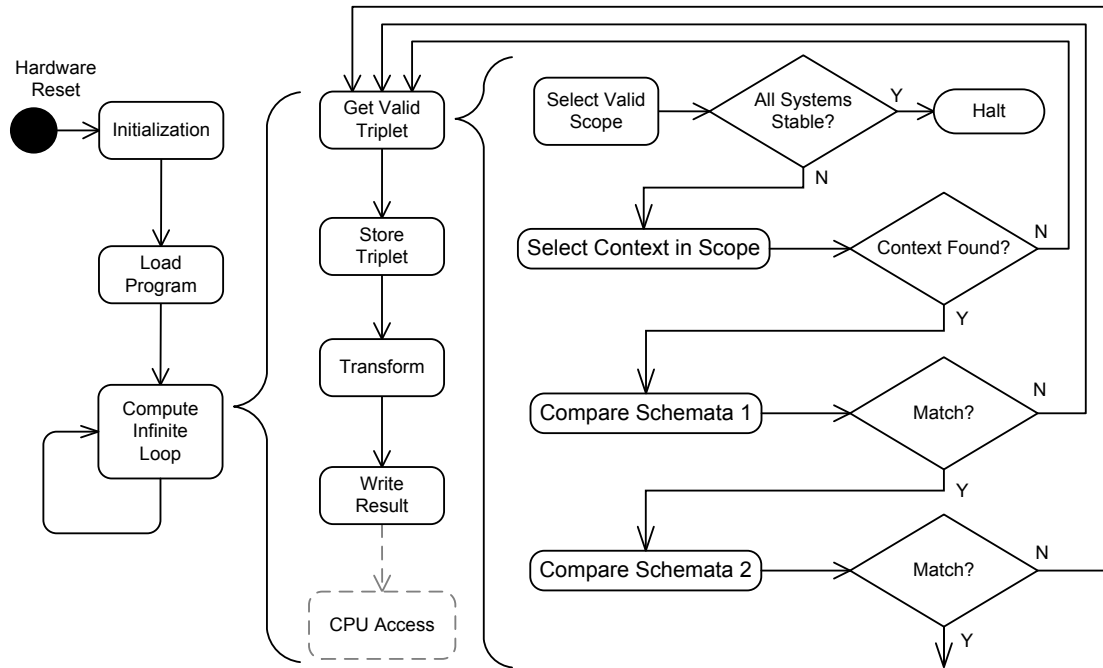 Hardware
Reset
Initialization
Load
Program
Compute
Infinite
Loop
Get Valid
Triplet
Store
Triplet
Transform
Write
Result
CPU Access
Select Valid
Scope
All Systems
Stable?
Y
Halt
N
Select Context in Scope
Context Found?
N
Y
Compare Schemata 1
Match?
N
Y
Compare Schemata 2
Match?
N
Y